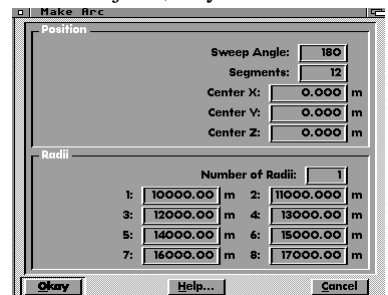 Make Arc
Position
Sweep Angle: 180
Segments: 12
Center X: 0.000 m
Center Y: 0.000 m
Center Z: 0.000 m
Radii
Number of Radii: 1
1: 10000.00 m 2: 11000.000 m
3: 12000.00 m 4: 13000.00 m
5: 14000.00 m 6: 15000.00 m
7: 16000.00 m 8: 17000.00 m
Okay Help... Cancel